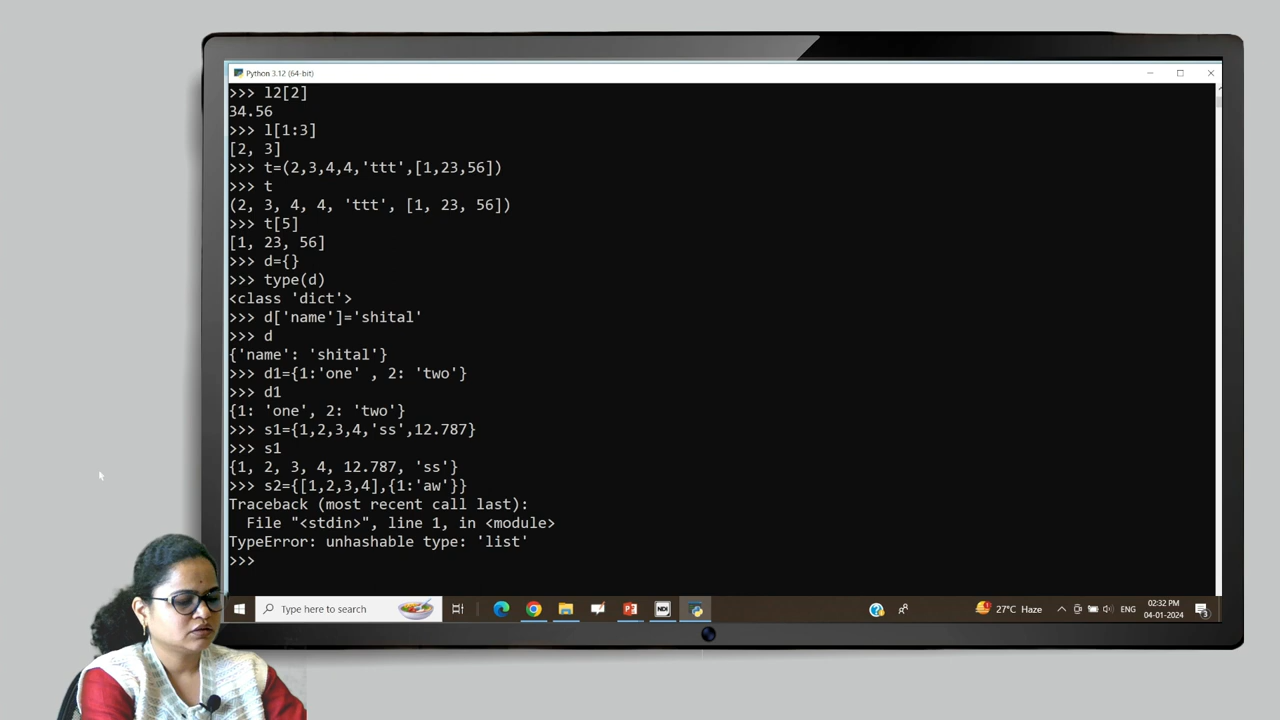 Python 3.12 (64-bit)
>>> l2[2]
34.56
>>> l[1:3]
[2, 3]
>>> t=(2,3,4,4,'ttt',[1,23,56])
>>> t
(2, 3, 4, 4, 'ttt', [1, 23, 56])
>>> t[5]
[1, 23, 56]
>>> d={}
>>> type(d)
<class 'dict'>
>>> d['name']='shital'
>>> d
{'name': 'shital'}
>>> d1={1:'one' , 2: 'two'}
>>> d1
{1: 'one', 2: 'two'}
>>> s1={1,2,3,4,'ss',12.787}
>>> s1
{1, 2, 3, 4, 12.787, 'ss'}
>>> s2={[1,2,3,4],{1:'aw'}}
Traceback (most recent call last):
  File "<stdin>", line 1, in <module>
TypeError: unhashable type: 'list'
>>>
Type here to search
27°C Haze
ENG
02:32 PM
04-01-2024
3
NDI